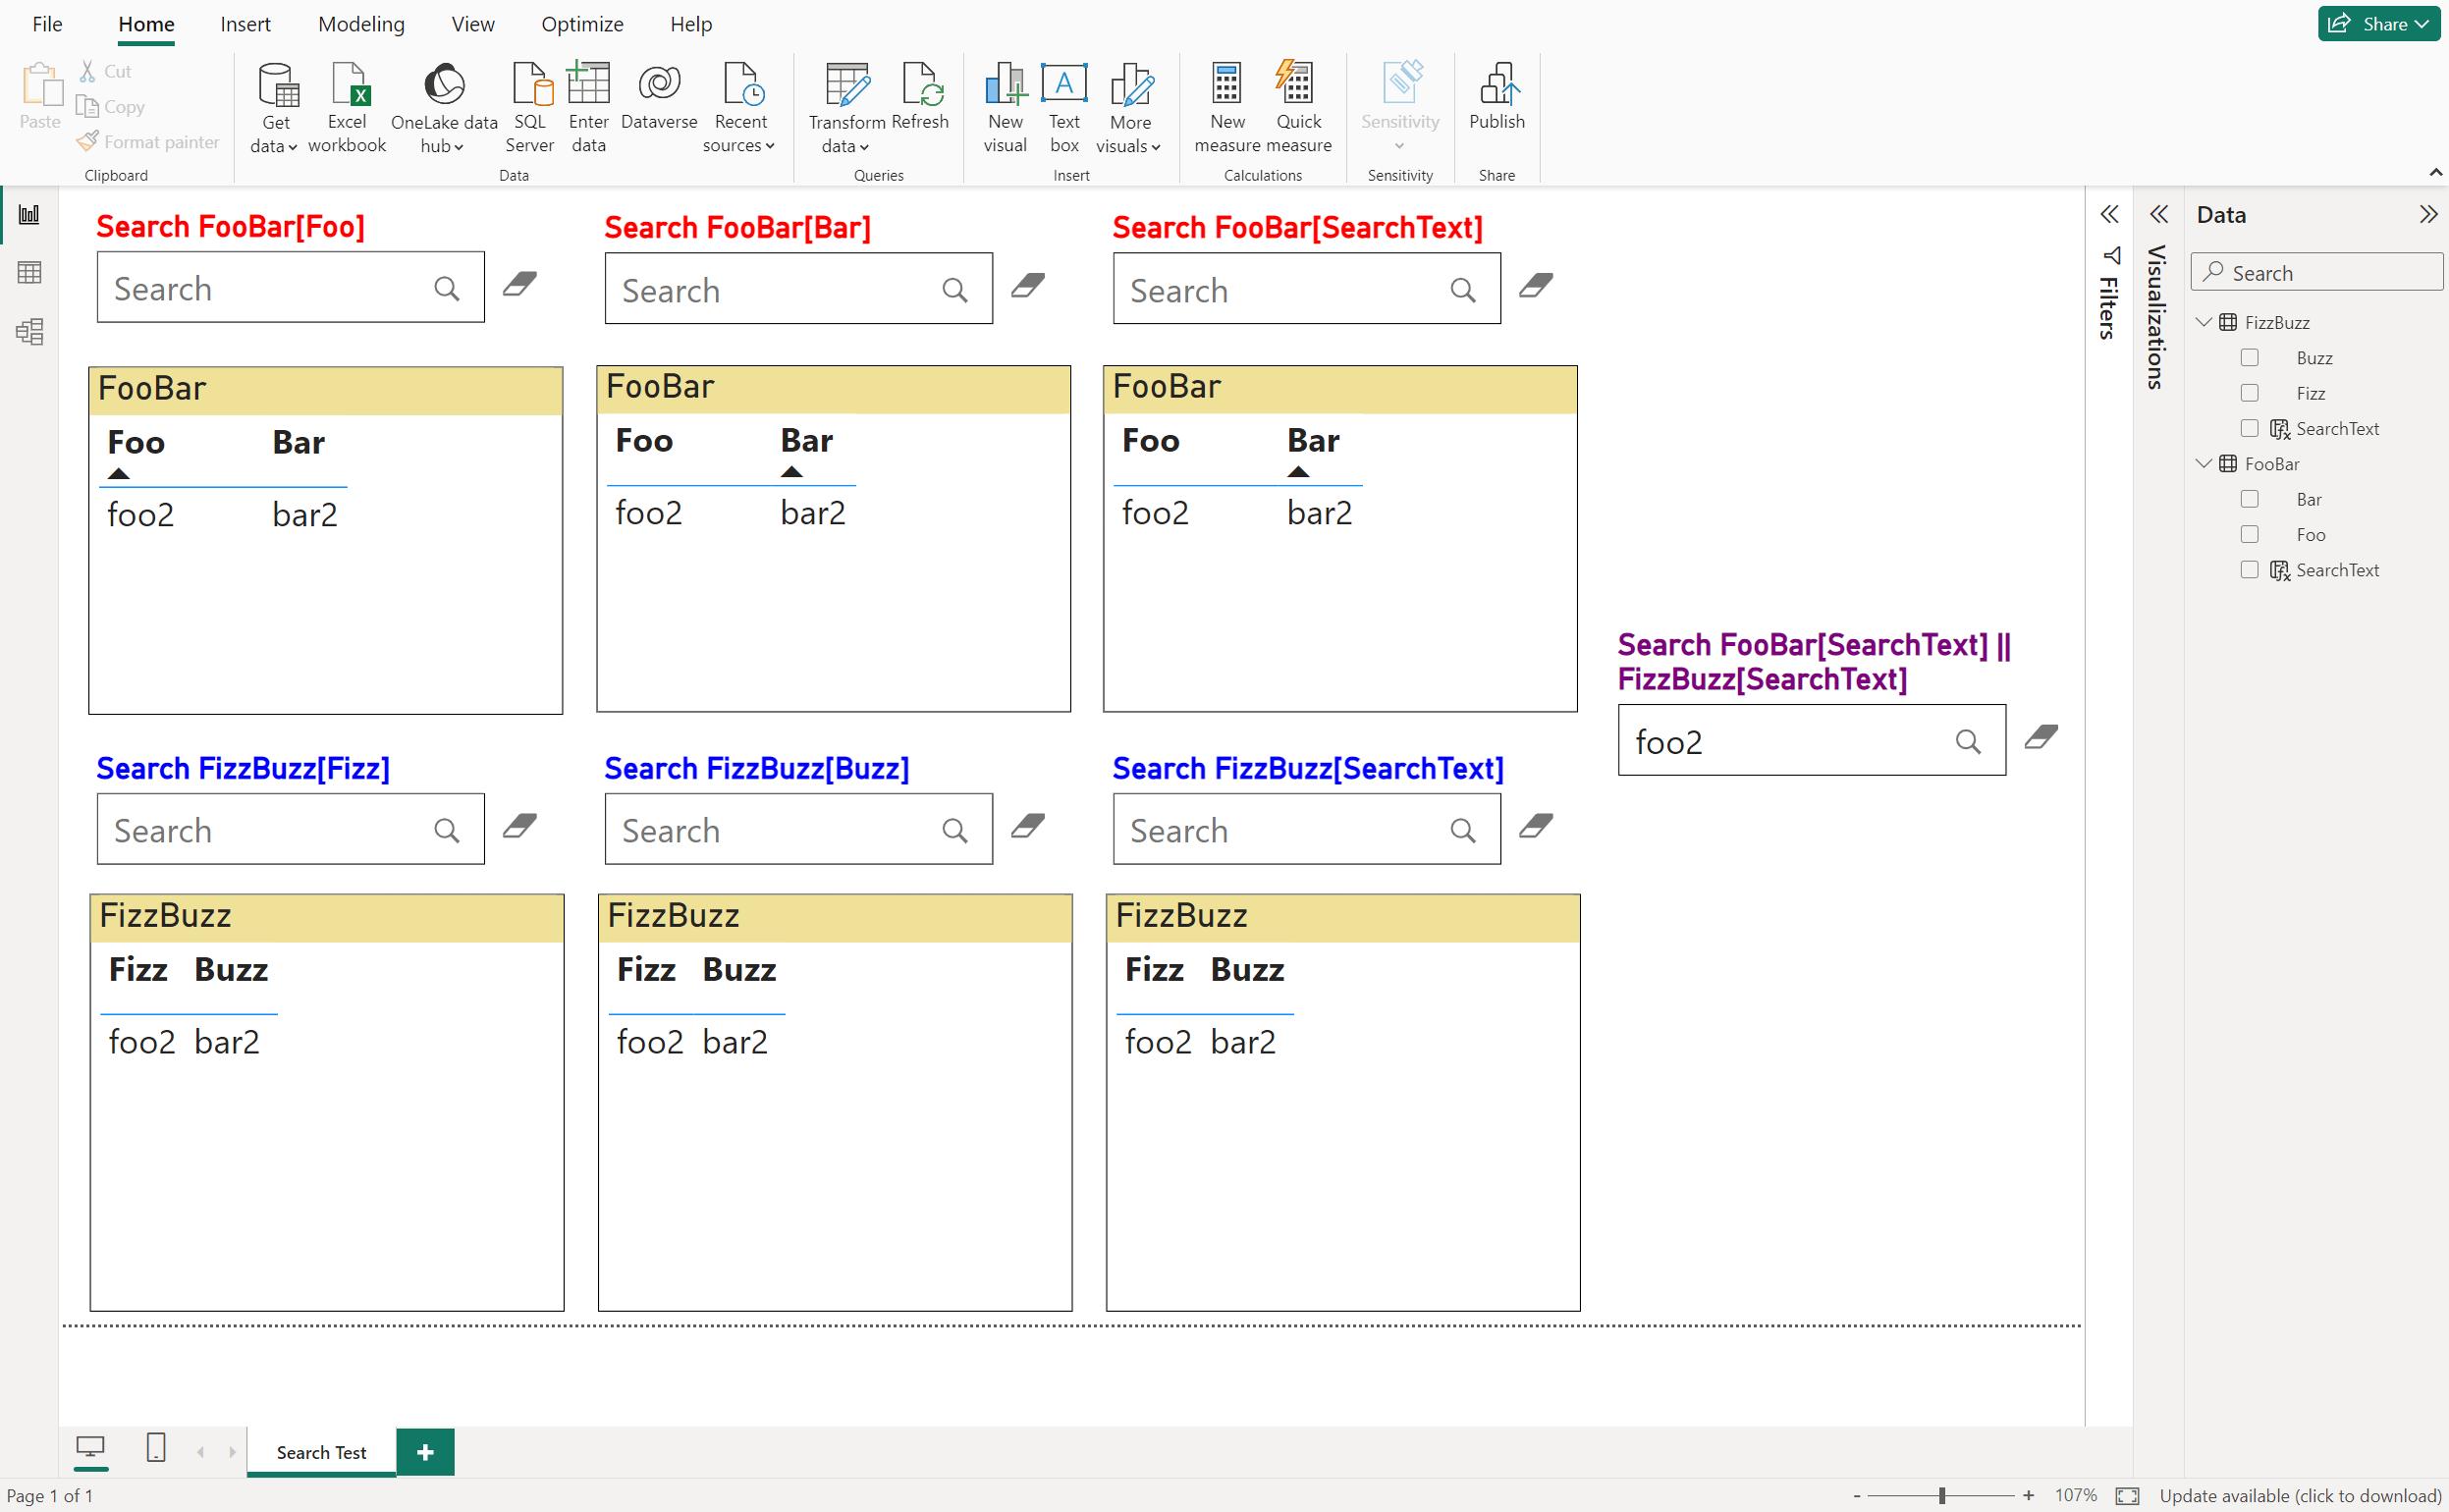 File Home Insert Modeling View Optimize Help Share
Paste
Cut
Copy
Format painter
Clipboard
Get data
Excel workbook
OneLake data hub
SQL Server
Enter data
Dataverse
Recent sources
Data
Transform data
Refresh
Queries
New visual
Text box
More visuals
Insert
New measure
Quick measure
Calculations
Sensitivity
Sensitivity
Publish
Share
Search FooBar[Foo]
Search
Search FooBar[Bar]
Search
Search FooBar[SearchText]
Search
FooBar
Foo Bar
foo2 bar2
FooBar
Foo Bar
foo2 bar2
FooBar
Foo Bar
foo2 bar2
Search FooBar[SearchText] ||
FizzBuzz[SearchText]
foo2
Search FizzBuzz[Fizz]
Search
Search FizzBuzz[Buzz]
Search
Search FizzBuzz[SearchText]
Search
FizzBuzz
Fizz Buzz
foo2 bar2
FizzBuzz
Fizz Buzz
foo2 bar2
FizzBuzz
Fizz Buzz
foo2 bar2
Filters
Visualizations
Data
Search
FizzBuzz
Buzz
Fizz
SearchText
FooBar
Bar
Foo
SearchText
Search Test
Page 1 of 1
- + 107% Update available (click to download)